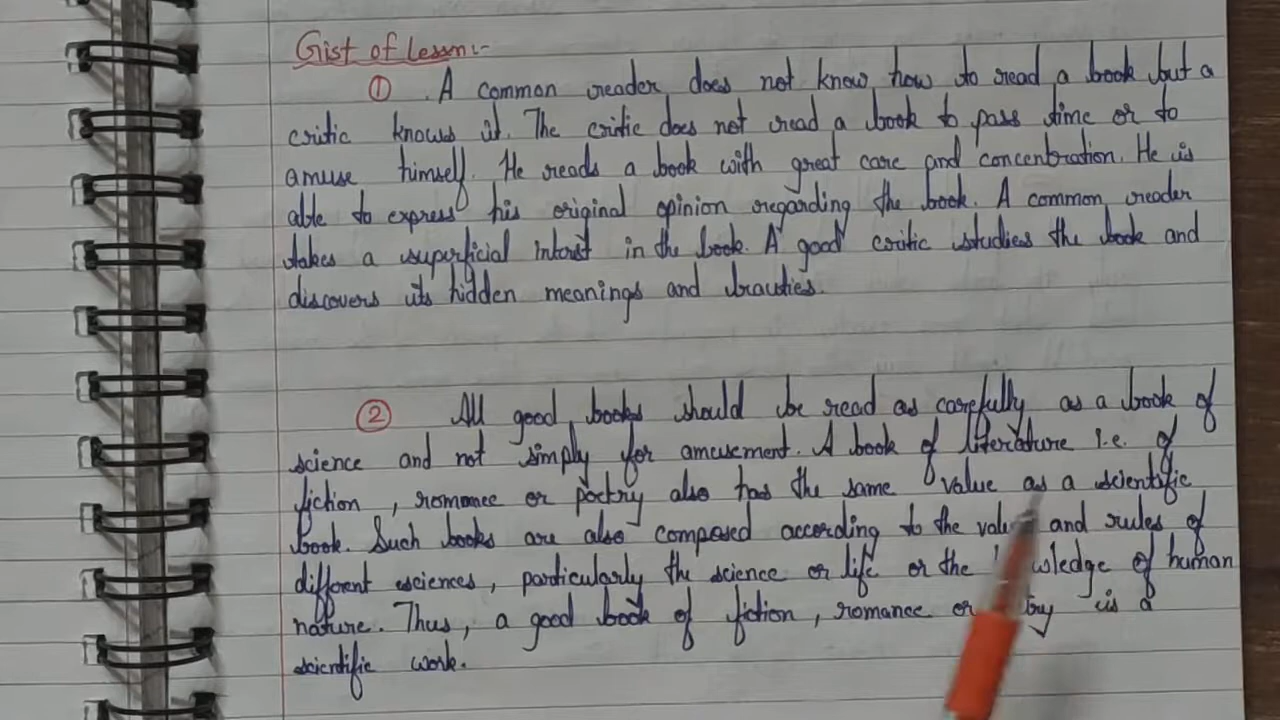 Gist of Lesson:-
① A common reader does not know how to read a book but a
critic knows it. The critic does not read a book to pass time or to
amuse himself. He reads a book with great care and concentration. He is
able to express his original opinion regarding the book. A common reader
takes a superficial interst in the book. A good critic studies the book and
discovers its hidden meanings and beauties.
② All good books should be read as carefully as a book of
science and not simply for amusement. A book of literature i.e. of
fiction, romance or poetry also has the same value as a scientific
book. Such books are also composed according to the and rules of
different sciences, particularly the science or life or the of human
nature. Thus, a good book of fiction, romance or is a
scientific work.